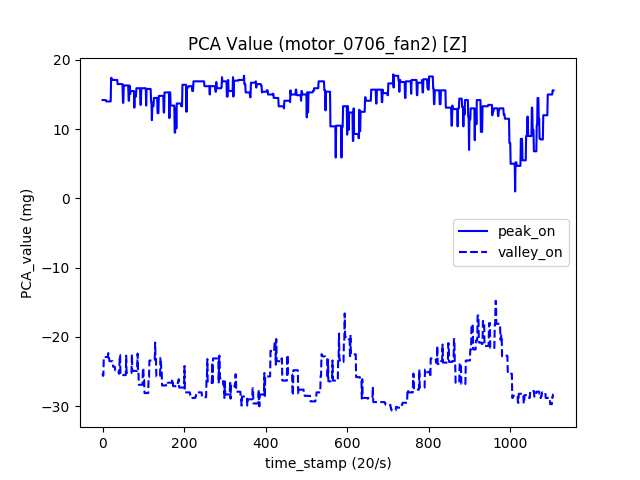 PCA Value (motor_0706_fan2) [Z]
PCA_value (mg)
20
10
0
−10
−20
−30
peak_on
valley_on
0 200 400 600 800 1000
time_stamp (20/s)